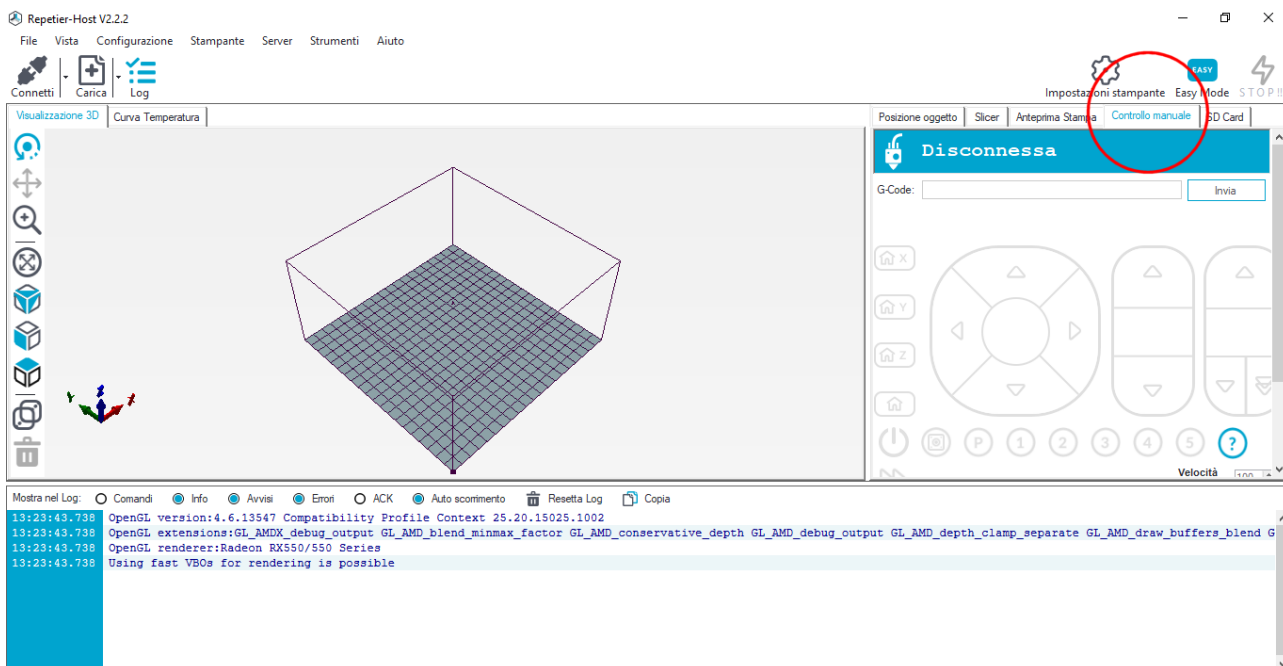 Repetier-Host V2.2.2
File Vista Configurazione Stampante Server Strumenti Aiuto
Connetti Carica Log Impostazioni stampante EASY Easy Mode STOP!!
Visualizzazione 3D Curva Temperatura
Posizione oggetto Slicer Anteprima Stampa Controllo manuale SD Card
Disconnessa
G-Code: Invia
X
Y
Z
P 1 2 3 4 5 ?
Velocità 100
Y Z X
Mostra nel Log: Comandi Info Avvisi Errori ACK Auto scorrimento Resetta Log Copia
13:23:43.738 OpenGL version:4.6.13547 Compatibility Profile Context 25.20.15025.1002
13:23:43.738 OpenGL extensions:GL_AMDX_debug_output GL_AMD_blend_minmax_factor GL_AMD_conservative_depth GL_AMD_debug_output GL_AMD_depth_clamp_separate GL_AMD_draw_buffers_blend G
13:23:43.738 OpenGL renderer:Radeon RX550/550 Series
13:23:43.738 Using fast VBOs for rendering is possible